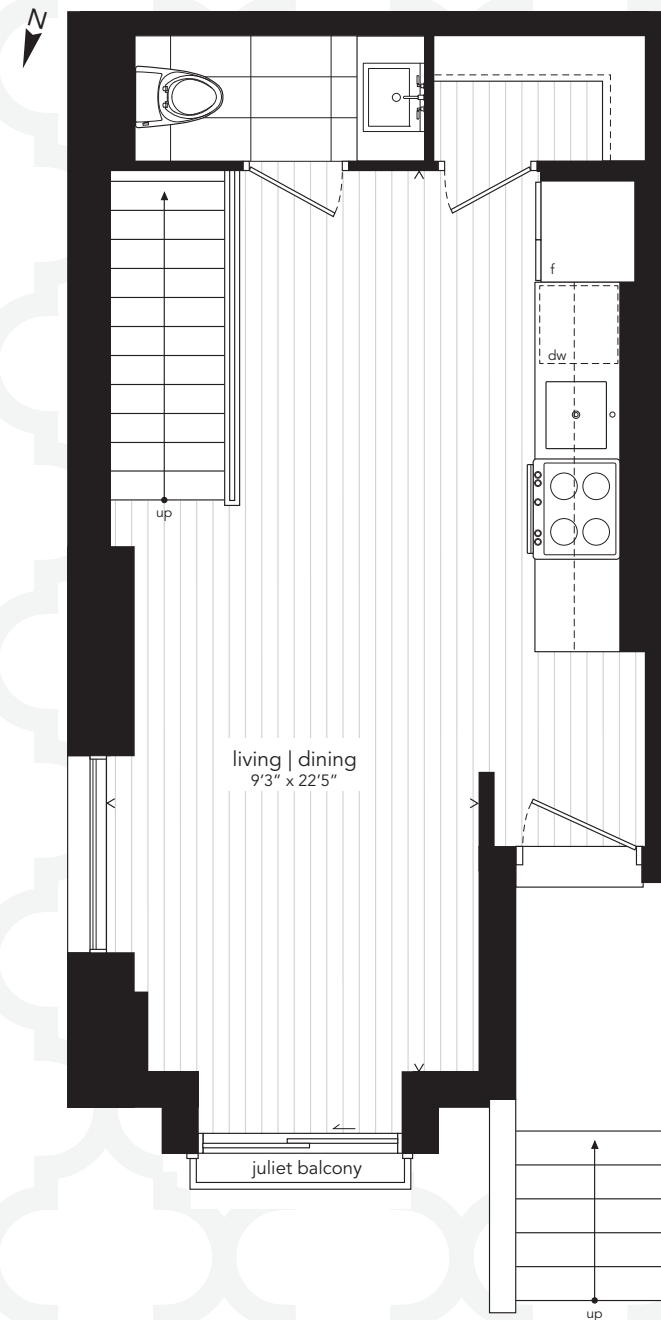 N
f
dw
up
living | dining
9’3” x 22’5”
juliet balcony
up